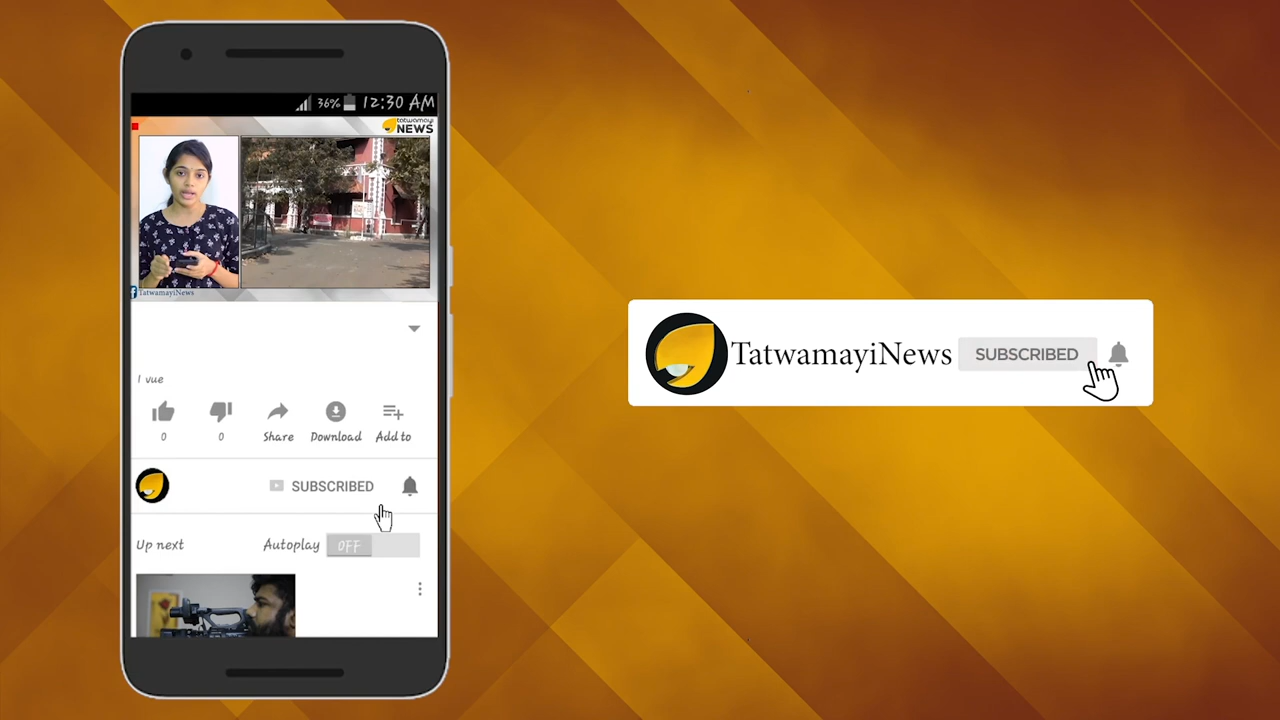 36% 12:30 AM
tatwamayi
NEWS
TatwamayiNews
1 vue
0 0 Share Download Add to
SUBSCRIBED
Up next Autoplay OFF
TatwamayiNews SUBSCRIBED